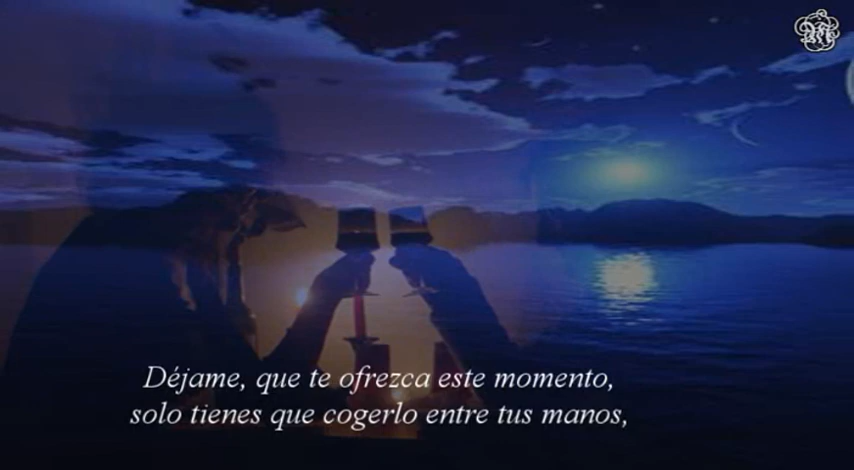 Déjame, que te ofrezca este momento,
solo tienes que cogerlo entre tus manos,